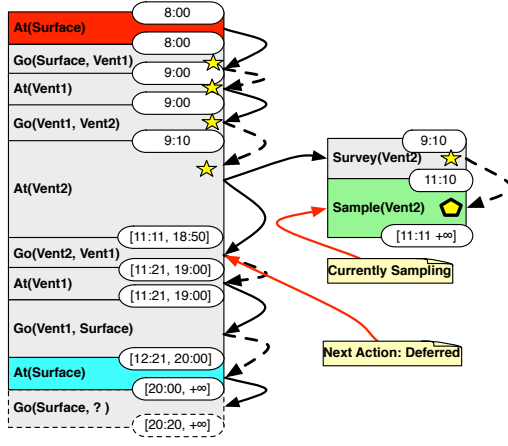 8:00
At(Surface)
8:00
Go(Surface, Vent1)
9:00
At(Vent1)
9:00
Go(Vent1, Vent2)
9:10
At(Vent2)
[11:11, 18:50]
Go(Vent2, Vent1)
[11:21, 19:00]
At(Vent1)
[11:21, 19:00]
Go(Vent1, Surface)
[12:21, 20:00]
At(Surface)
[20:00, +∞]
Go(Surface, ? )
[20:20, +∞]
9:10
Survey(Vent2)
11:10
Sample(Vent2)
[11:11 +∞]
Currently Sampling
Next Action: Deferred